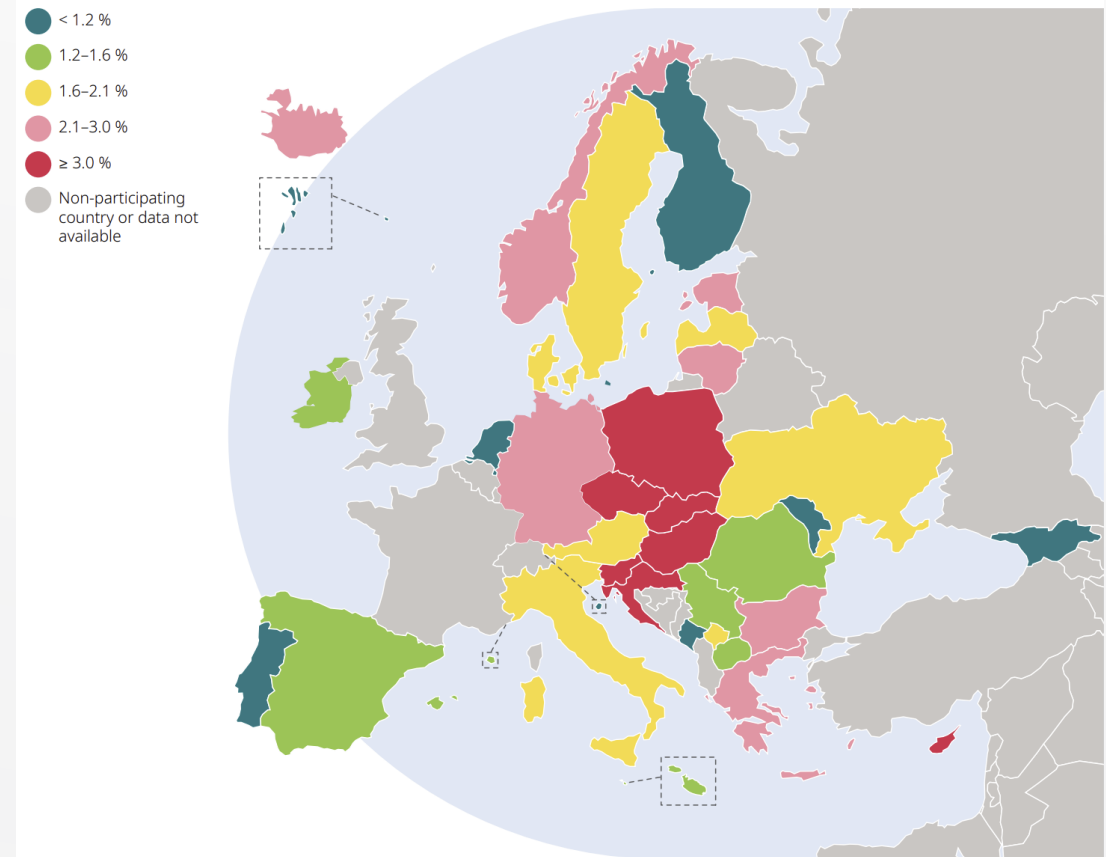 < 1.2 %
1.2–1.6 %
1.6–2.1 %
2.1–3.0 %
≥ 3.0 %
Non-participating
country or data not
available